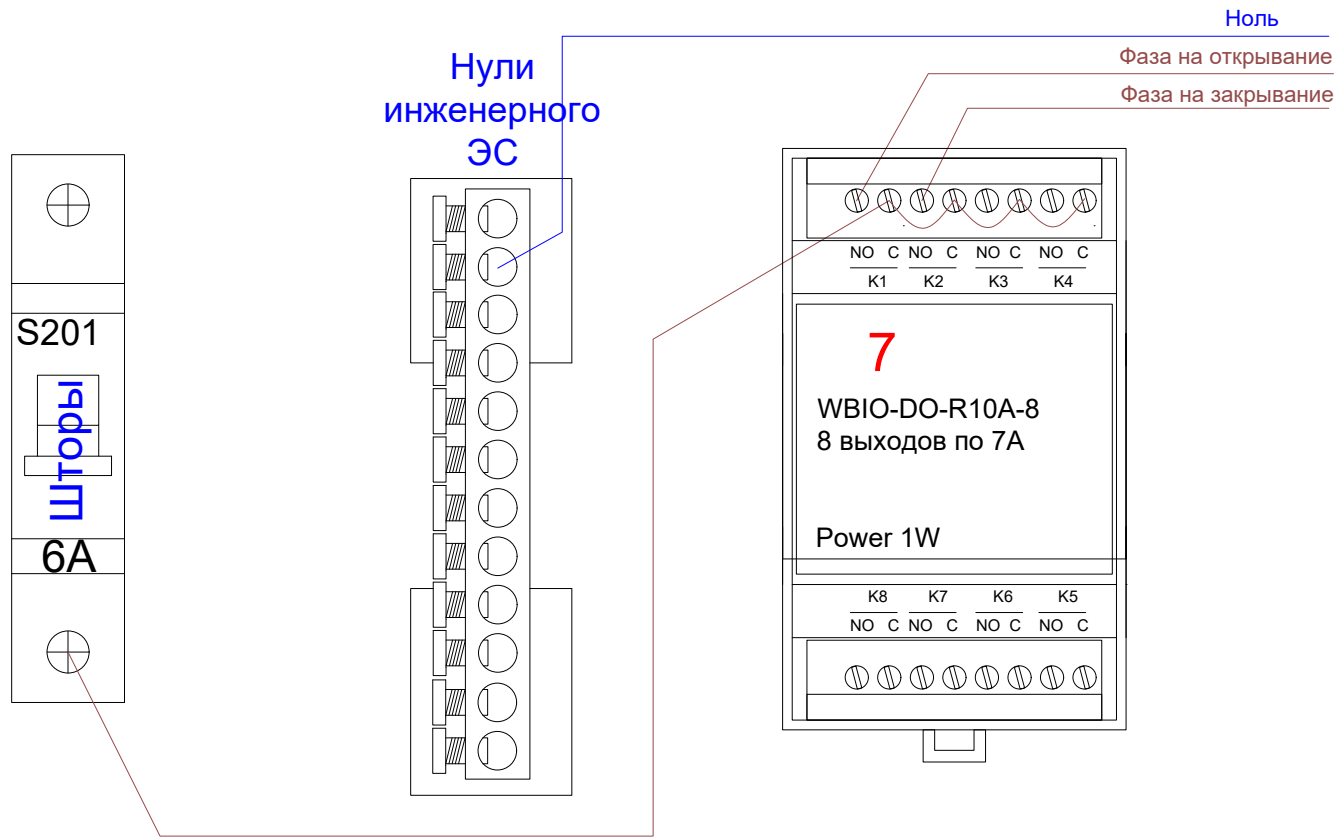 Ноль
Фаза на открывание
Фаза на закрывание
Нули
инженерного
ЭС
S201
Шторы
6А
NO C NO C NO C NO C
K1 K2 K3 K4
7
WBIO-DO-R10A-8
8 выходов по 7А
Power 1W
K8 K7 K6 K5
NO C NO C NO C NO C